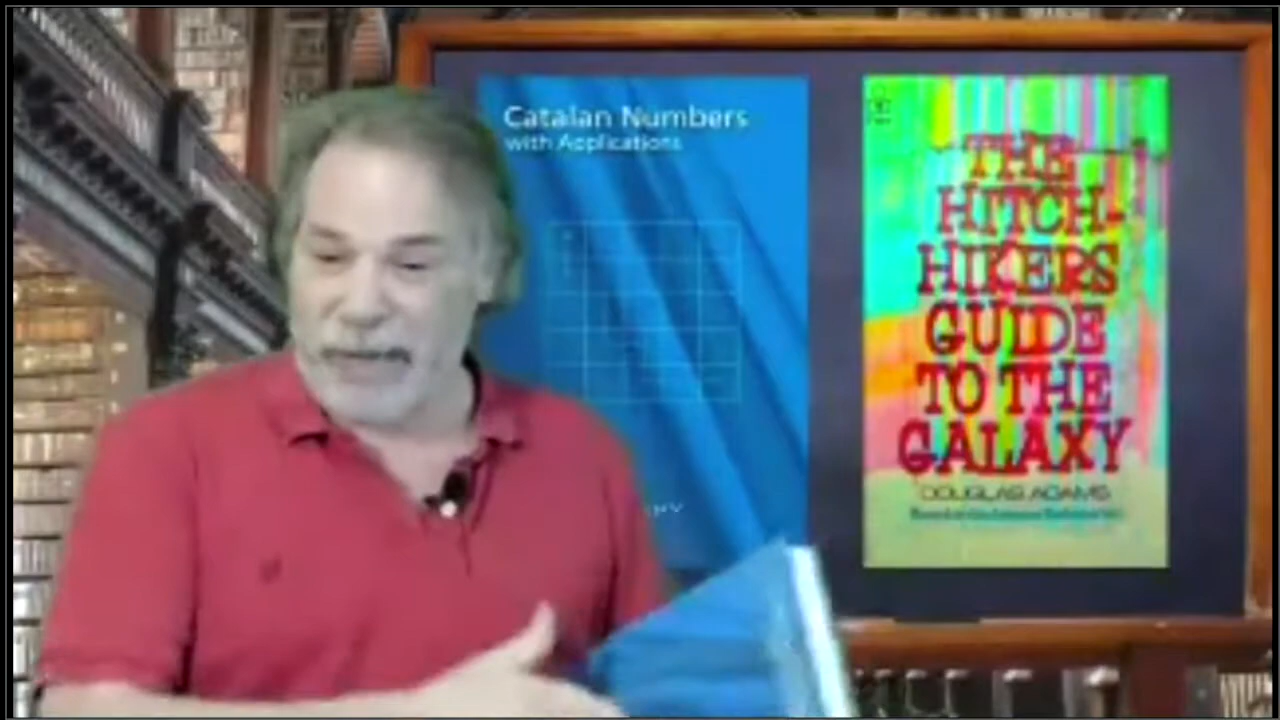 Catalan Numbers
with Applications
THE
HITCH-
HIKERS
GUIDE
TO THE
GALAXY
DOUGLAS ADAMS